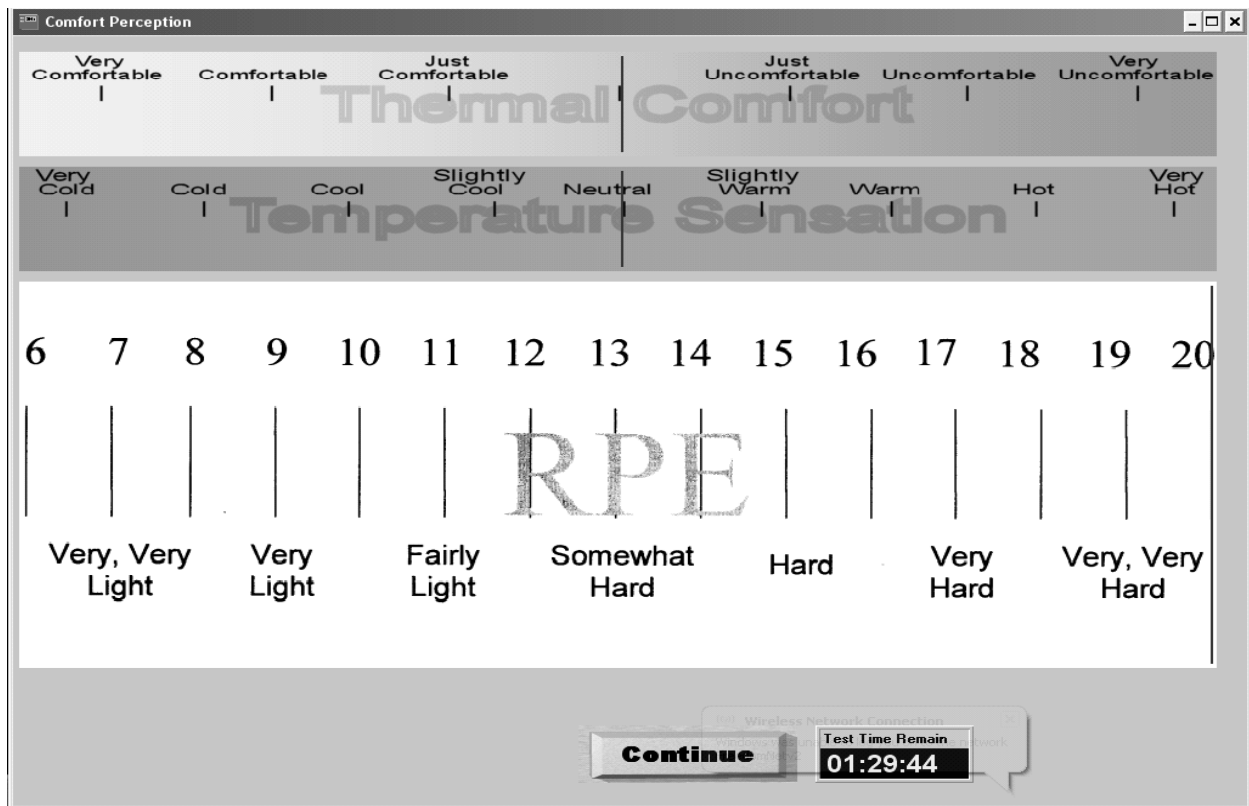 Comfort Perception
Very Comfortable Comfortable Just Comfortable Just Uncomfortable Uncomfortable Very Uncomfortable
Thermal Comfort
Very Cold Cold Cool Slightly Cool Neutral Slightly Warm Warm Hot Very Hot
Temperature Sensation
6 7 8 9 10 11 12 13 14 15 16 17 18 19 20
RPE
Very, Very Light Very Light Fairly Light Somewhat Hard Hard Very Hard Very, Very Hard
Wireless Network Connection
Continue
Test Time Remain
01:29:44